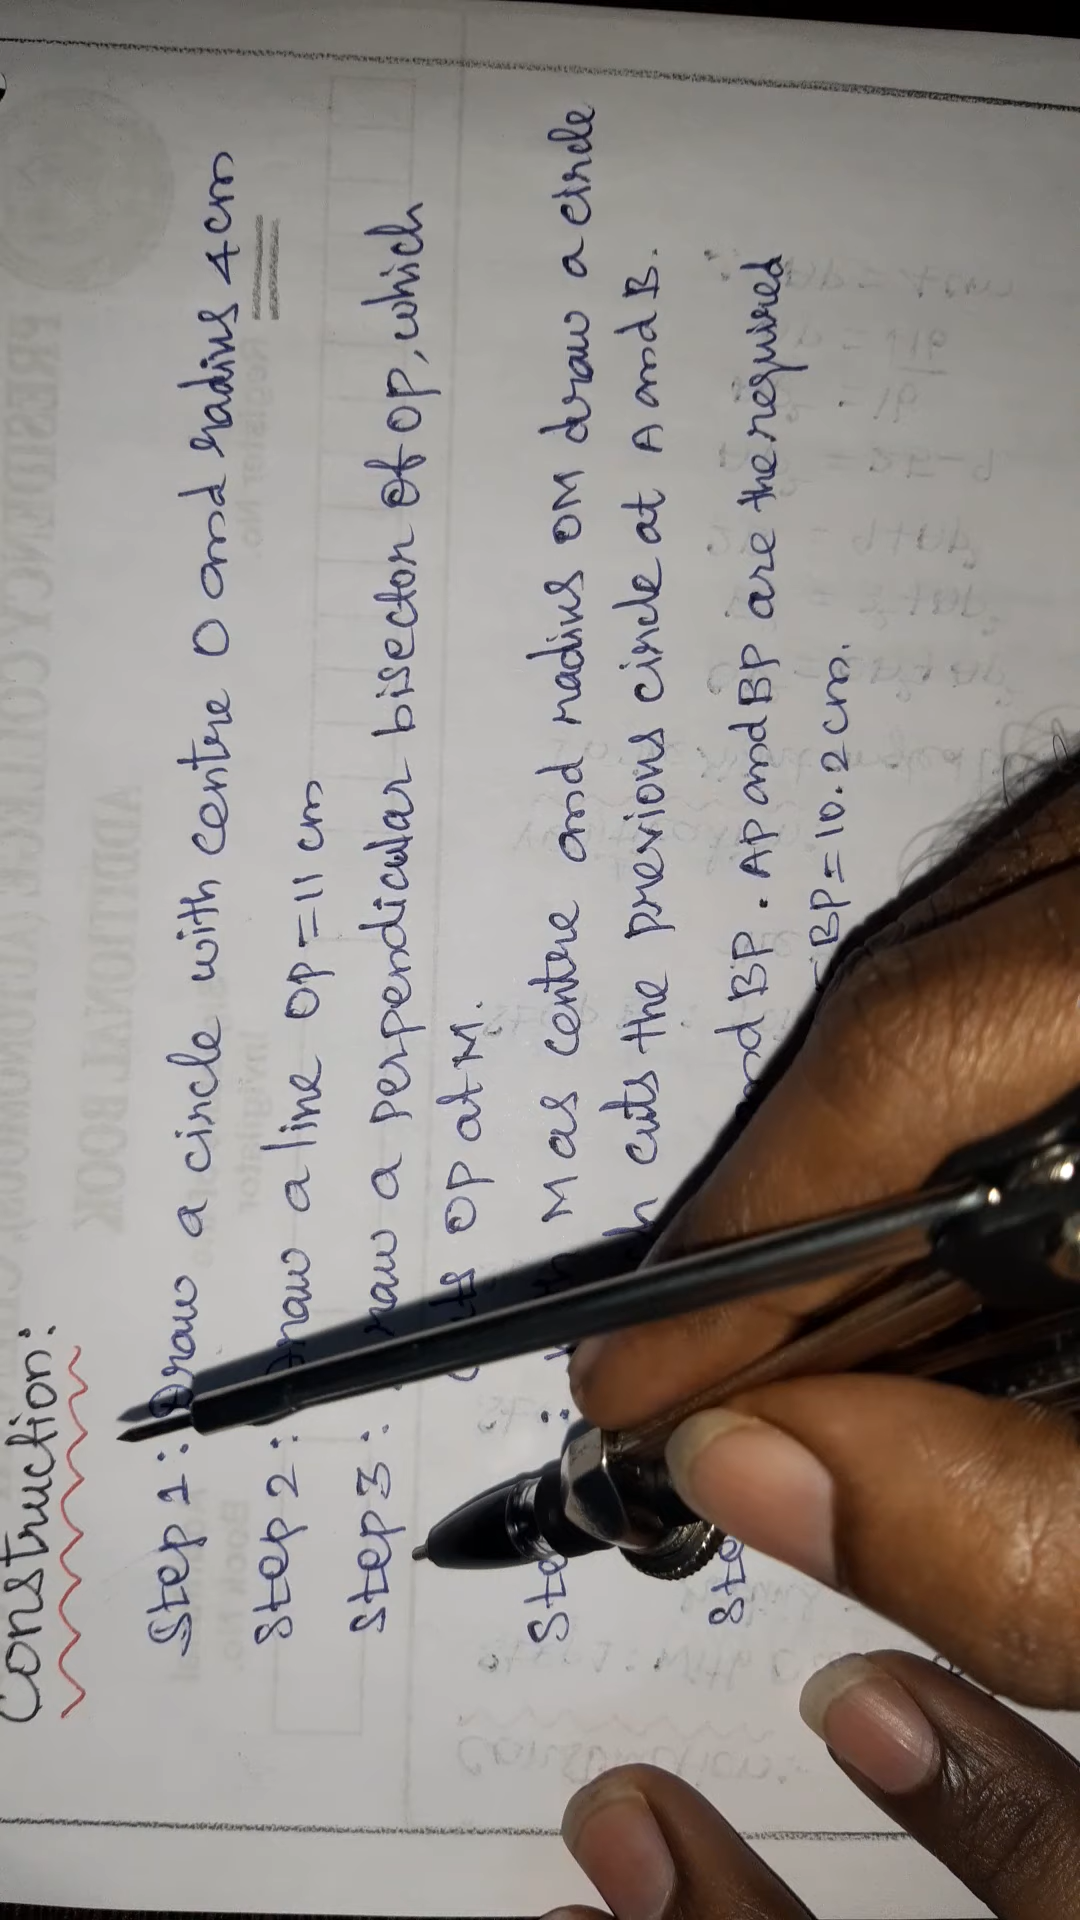 Construction:
Step 1: Draw a circle with centre O and radius 4 cm
Step 2: Draw a line OP = 11 cm
Step 3: Draw a perpendicular bisector of OP, which
cuts OP at M.
M as centre and radius OM draw a circle
cuts the previous circle at A and B.
and BP. AP and BP are the required
BP = 10.2 cm.